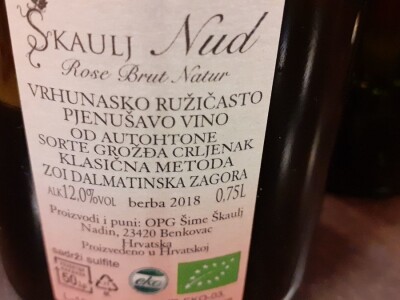 ŠKAULJ Nud
Rose Brut Natur
VRHUNASKO RUŽIČASTO
PJENUŠAVO VINO
OD AUTOHTONE
SORTE GROŽĐA CRLJENAK
KLASIČNA METODA
ZOI DALMATINSKA ZAGORA
ALK 12.0%VOL berba 2018 0,75L
Proizvodi i puni: OPG Šime Škaulj
Nadin, 23420 Benkovac
Hrvatska
Proizvedeno u Hrvatskoj
sadrži sulfite
eko